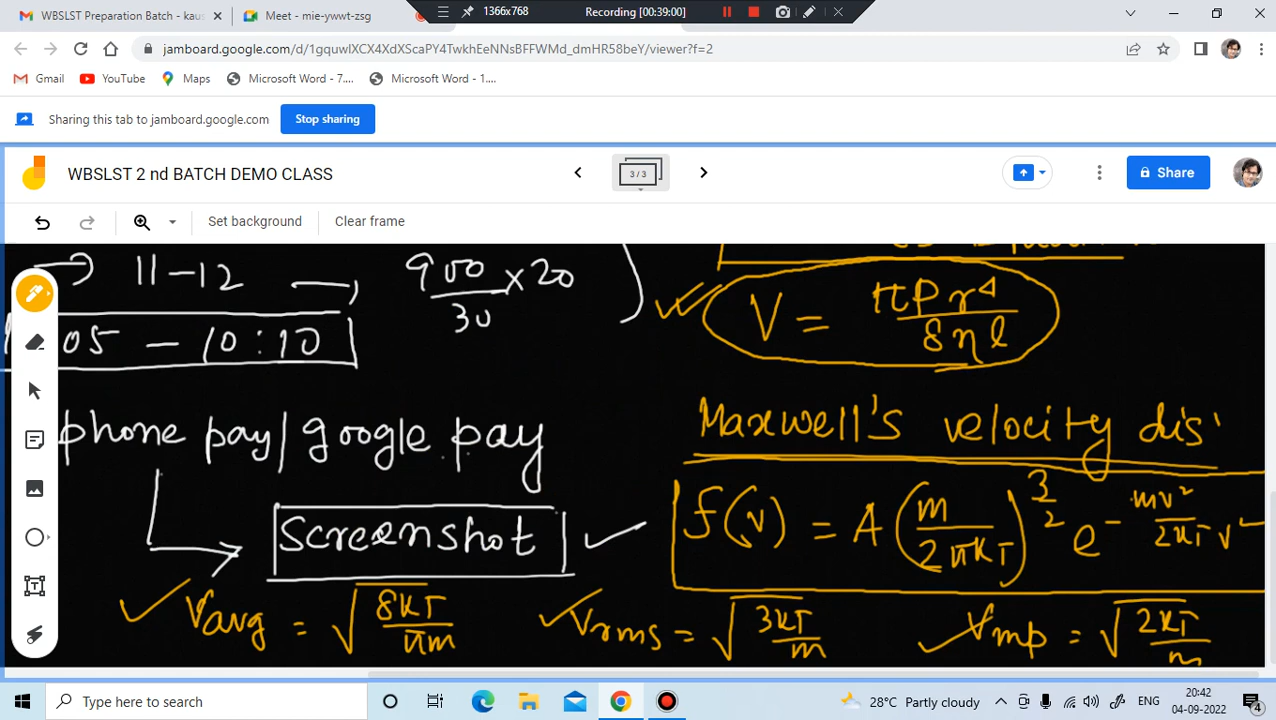 WBSLST Preparation Batch - kaus
Meet - mie-ywwt-zsg
1366x768
Recording [00:39:00]
jamboard.google.com/d/1gquwlXCX4XdXScaPY4TwkhEeNNsBFFWMd_dmHR58beY/viewer?f=2
Gmail
YouTube
Maps
Microsoft Word - 7....
Microsoft Word - 1....
Sharing this tab to jamboard.google.com
Stop sharing
WBSLST 2 nd BATCH DEMO CLASS
3 / 3
Share
Set background
Clear frame
→ 11-12 → 900/30 × 20
05 - 10:10
V = πPr⁴/8ηl
phone pay/google pay
Screenshot
Maxwell's velocity dis
f(v) = A (m/2πKT)^3/2 e^-mv²/2KT v²
Vavg = √8KT/πm
Vrms = √3KT/m
Vmp = √2KT/m
Type here to search
28°C Partly cloudy
ENG
20:42
04-09-2022
4